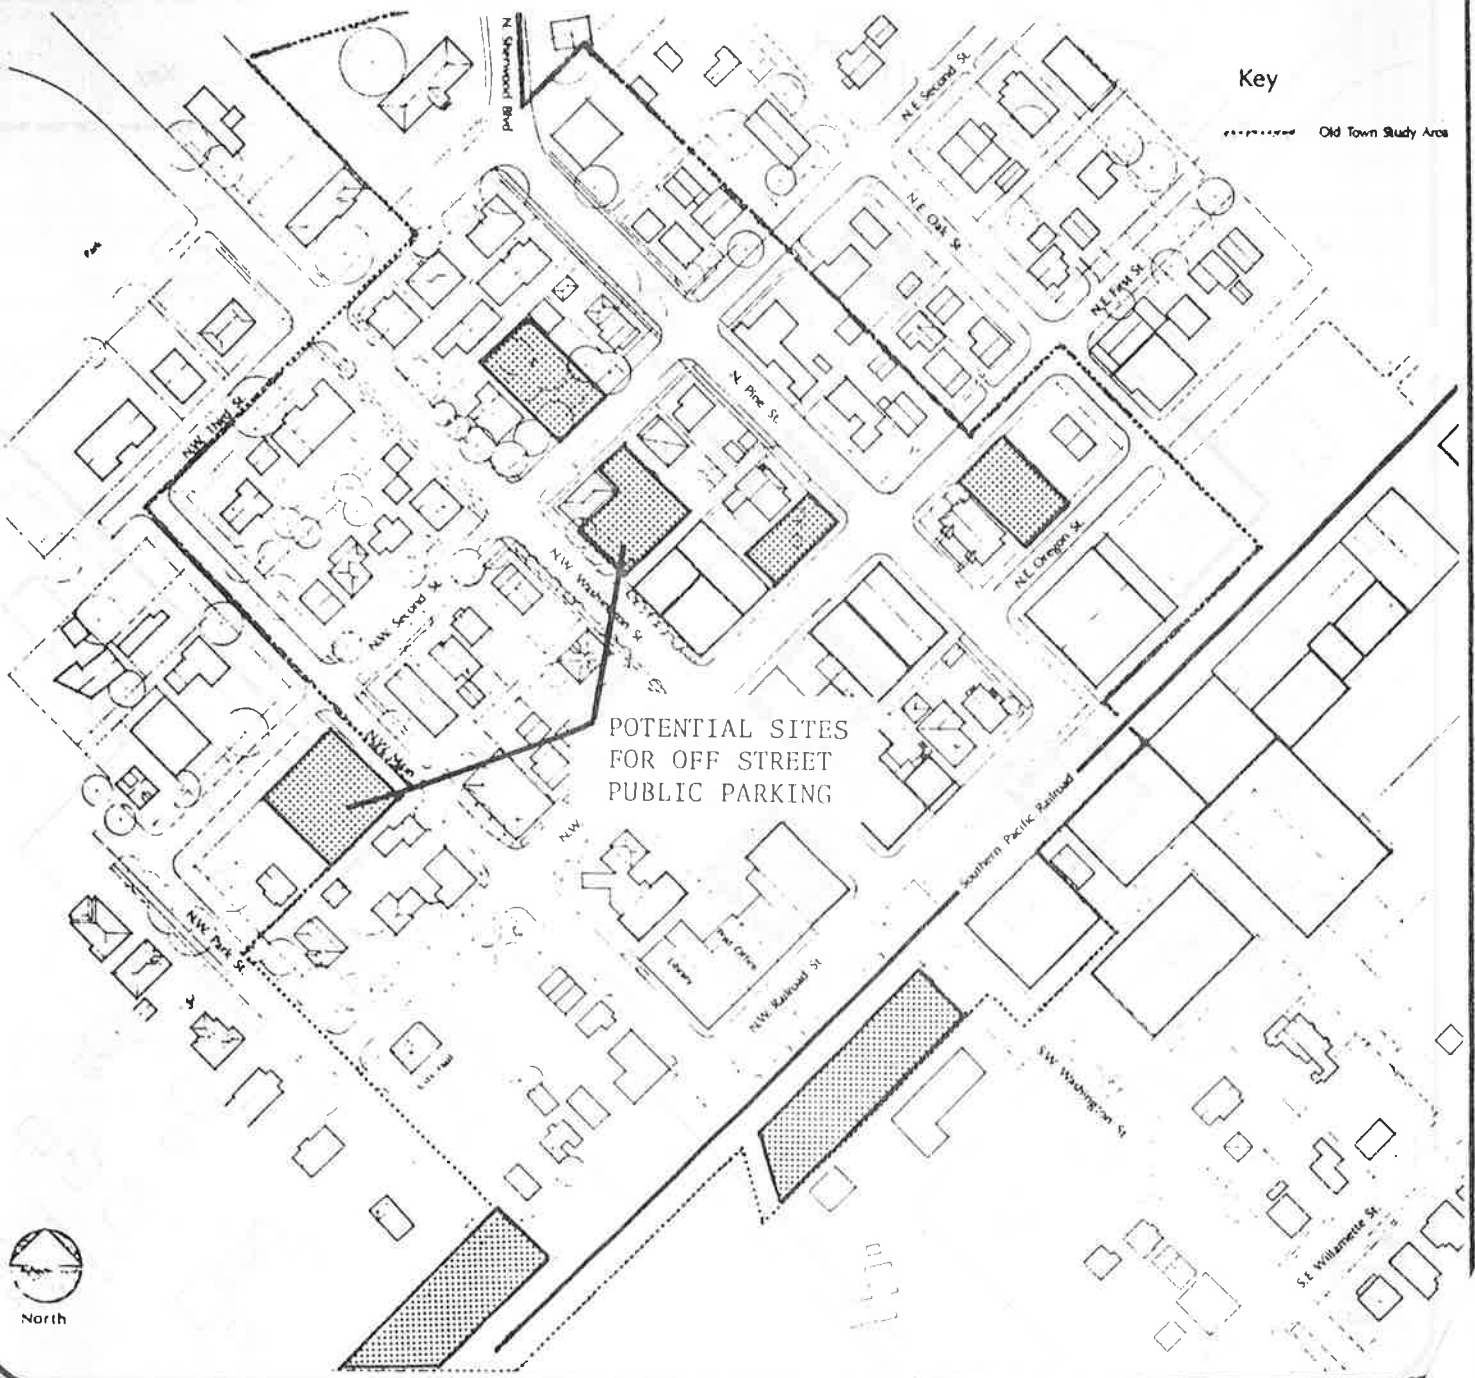 Key
Old Town Study Area
N. Sherwood Blvd
N.E. Second St.
N.E. Oak St.
N.E. First St.
Park
N. Pine St.
N.W. Third St.
N.E. Oregon St.
N.W. Washington St.
N.W. Second St.
POTENTIAL SITES
FOR OFF STREET
PUBLIC PARKING
N.W. Main
N.W.
Southern Pacific Railroad
N.W. Park St.
Post Office
Library
N.W. Railroad St
S.W. Washington St
S.E. Willamette St.
North